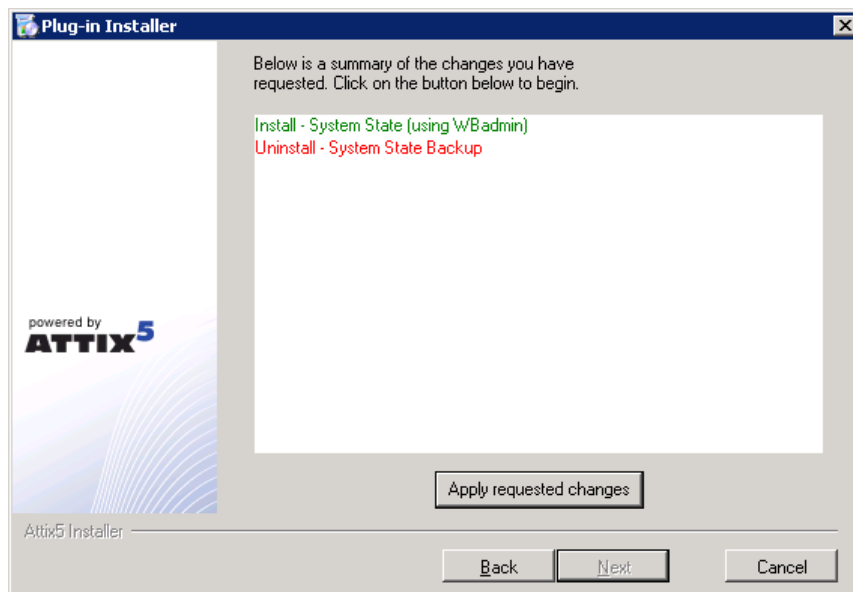 Plug-in Installer
Below is a summary of the changes you have
requested. Click on the button below to begin.
Install - System State (using WBadmin)
Uninstall - System State Backup
powered by
ATTIX5
Apply requested changes
Attix5 Installer
Back
Next
Cancel